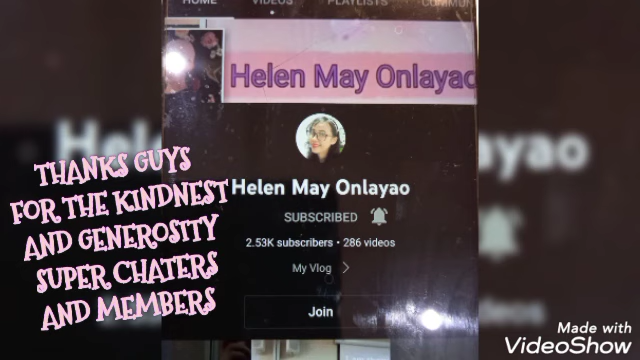 HOME VIDEOS PLAYLISTS
Helen May Onlayao
Helen May Onlayao
SUBSCRIBED
2.53K subscribers • 286 videos
My Vlog
Join
THANKS GUYS
FOR THE KINDNEST
AND GENEROSITY
SUPER CHATERS
AND MEMBERS
Made with
VideoShow